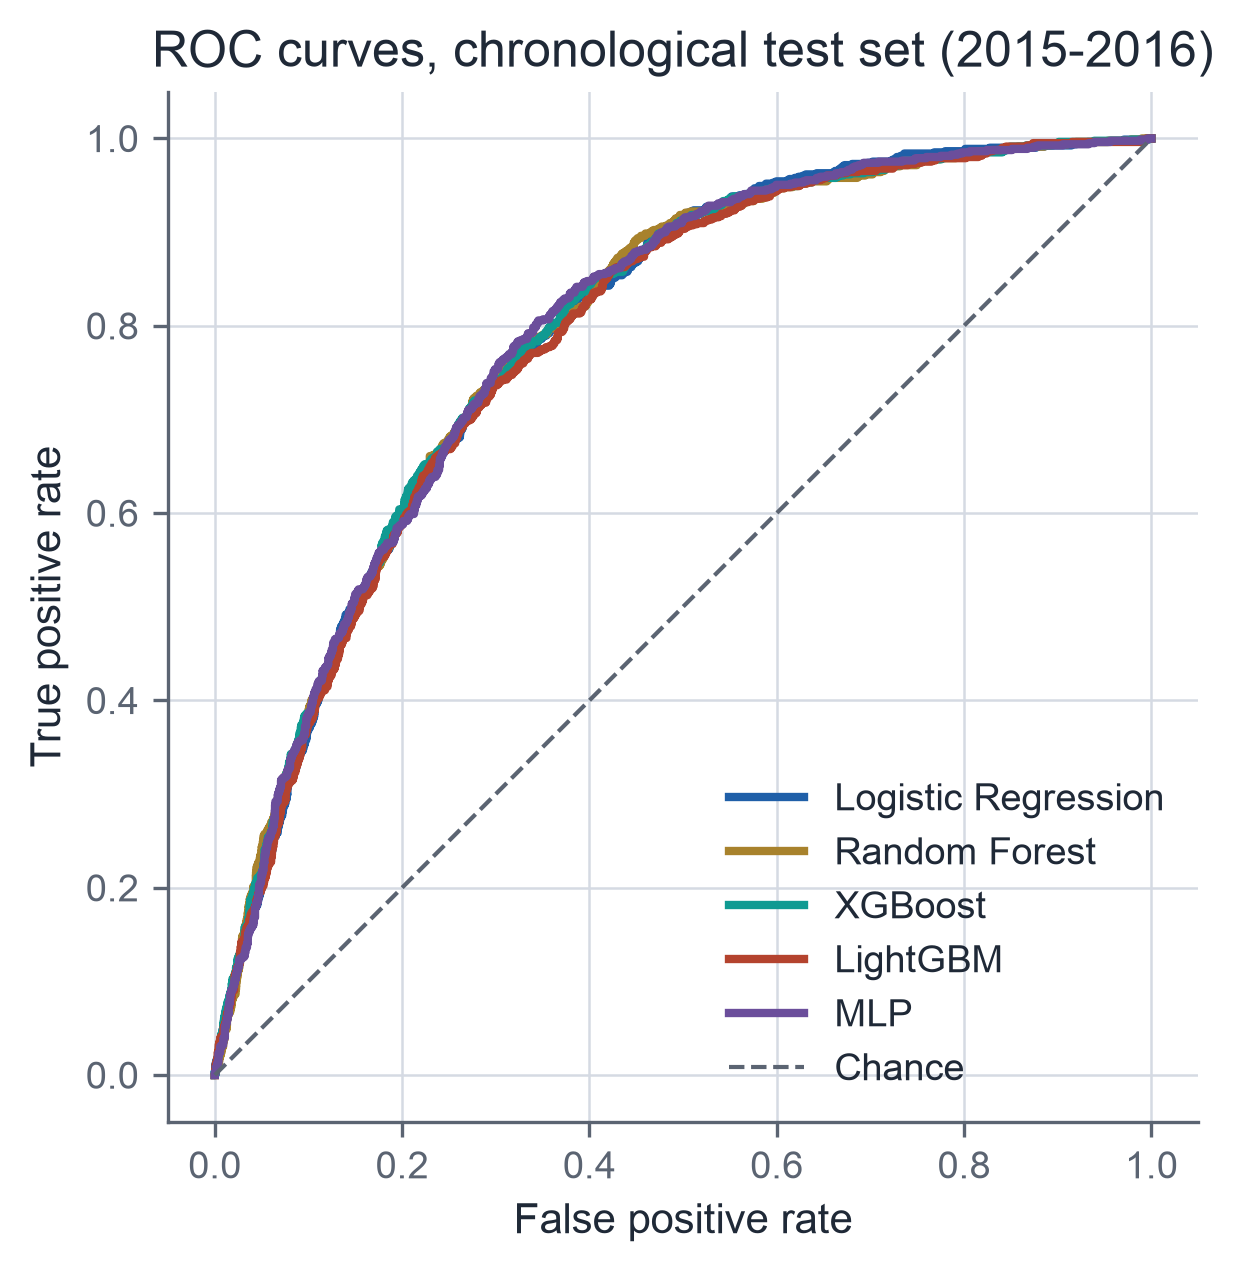 ROC curves, chronological test set (2015-2016)
1.0
0.8
0.6
0.4
0.2
0.0
True positive rate
Logistic Regression
Random Forest
XGBoost
LightGBM
MLP
Chance
0.0 0.2 0.4 0.6 0.8 1.0
False positive rate